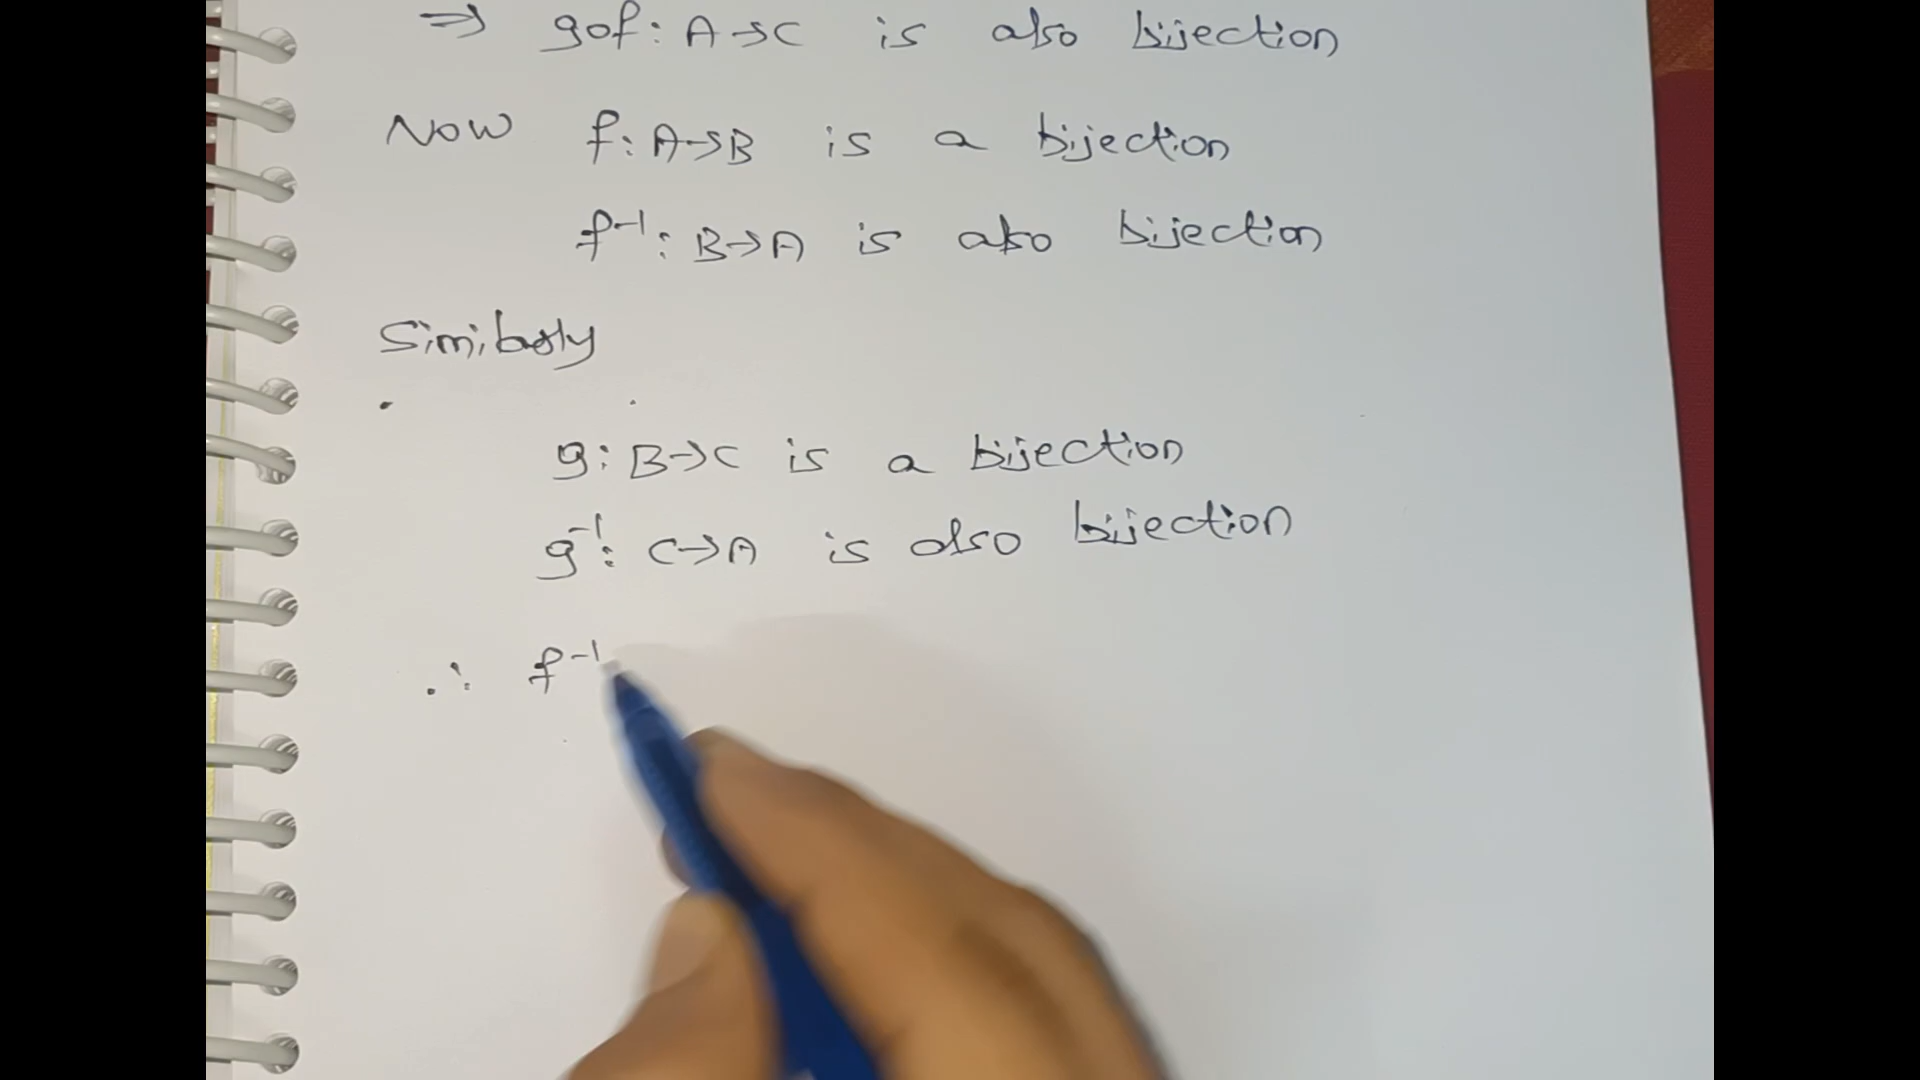 ⇒ gof: A→C is also bijection
Now f: A→B is a bijection
f⁻¹: B→A is also bijection
Similarly
g: B→C is a bijection
g⁻¹: C→A is also bijection
∴ f⁻¹